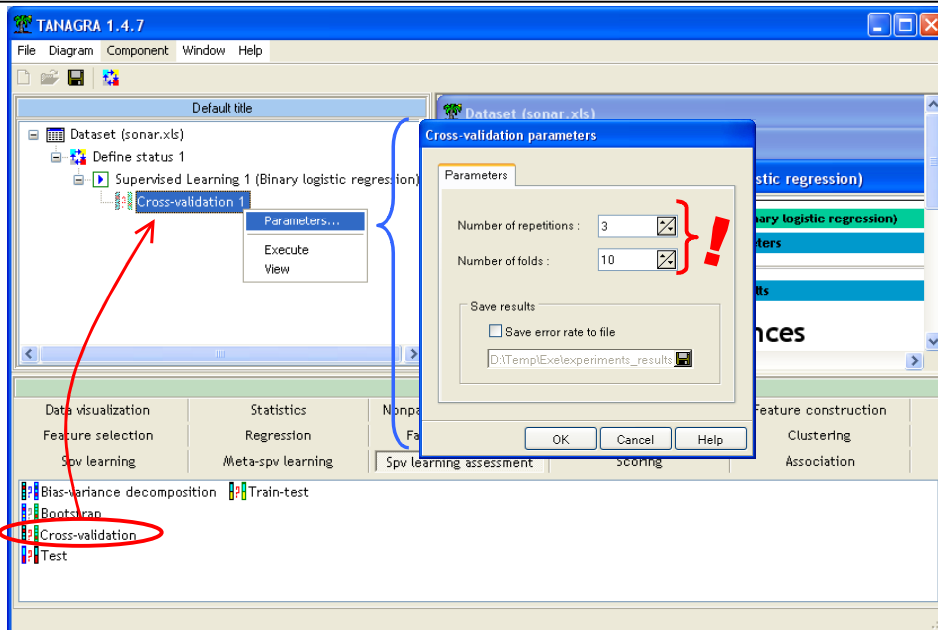 TANAGRA 1.4.7
File Diagram Component Window Help
Default title
Dataset (sonar.xls)
Define status 1
Supervised Learning 1 (Binary logistic regression)
Cross-validation 1
Parameters...
Execute
View
Dataset (sonar.xls)
stic regression)
nary logistic regression)
eters
lts
nces
Cross-validation parameters
Parameters
Number of repetitions : 3
Number of folds : 10
!
Save results
Save error rate to file
D:\Temp\Exe\experiments_results
OK Cancel Help
Data visualization Statistics Nonpa Feature construction
Feature selection Regression Fa Clustering
Spv learning Meta-spv learning Spv learning assessment Scoring Association
Bias-variance decomposition Train-test
Bootstrap
Cross-validation
Test